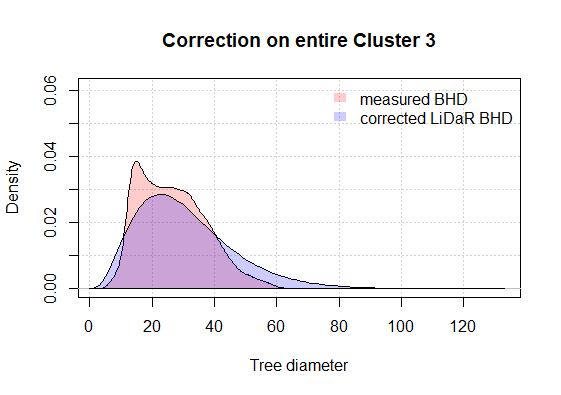 Correction on entire Cluster 3
measured BHD
corrected LiDaR BHD
Density
0.00
0.02
0.04
0.06
0
20
40
60
80
100
120
Tree diameter